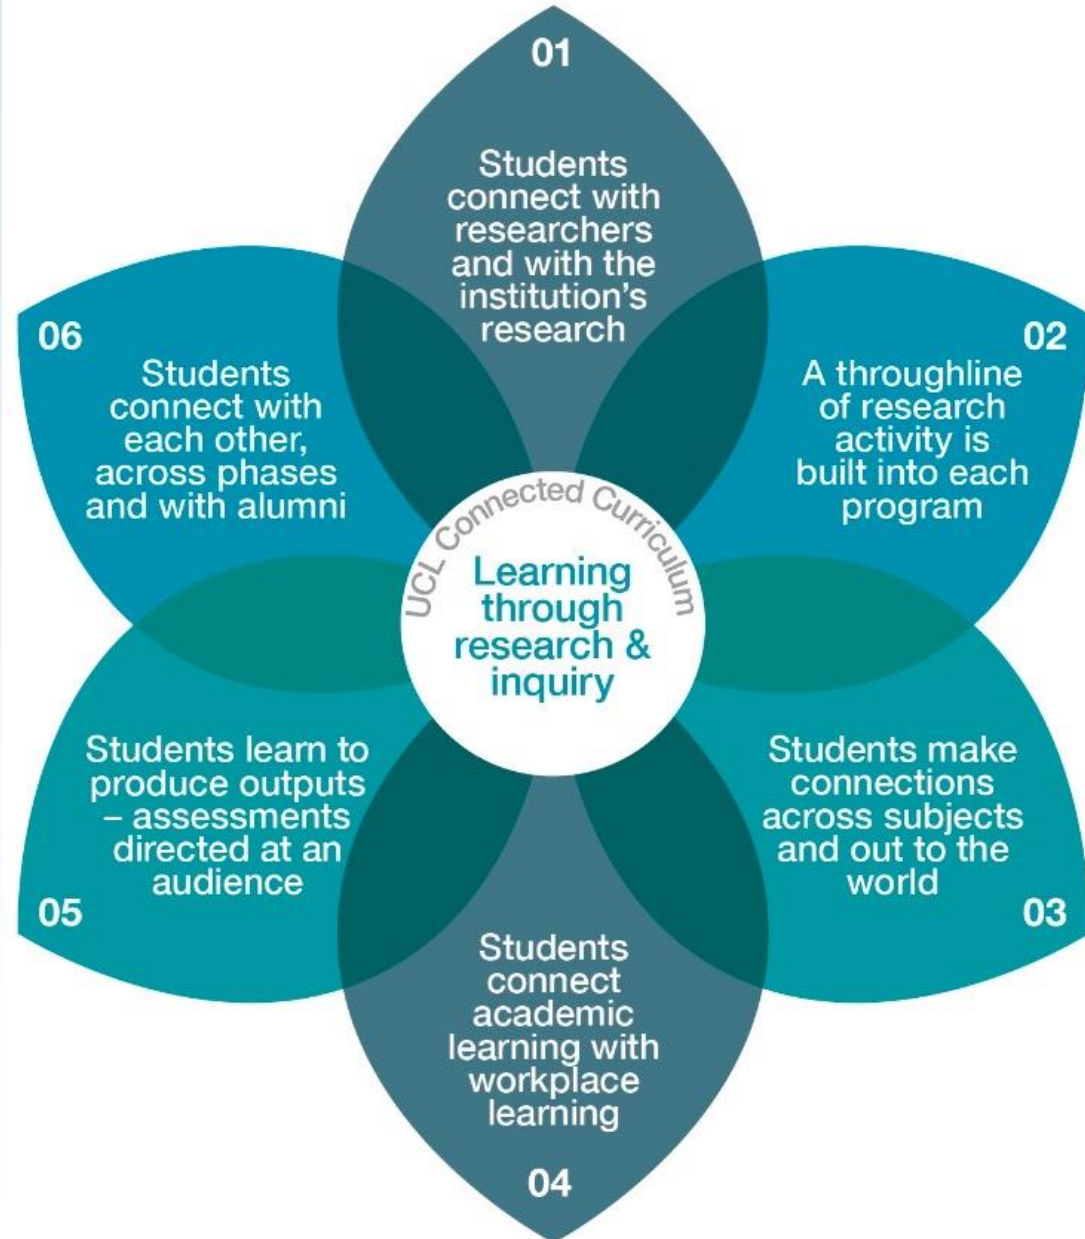 01
Students
connect with
researchers
and with the
institution's
research
02
A throughline
of research
activity is
built into each
program
Students make
connections
across subjects
and out to the
world
03
Students
connect
academic
learning with
workplace
learning
04
Students learn to
produce outputs
– assessments
directed at an
audience
05
06
Students
connect with
each other,
across phases
and with alumni
UCL Connected Curriculum
Learning
through
research &
inquiry